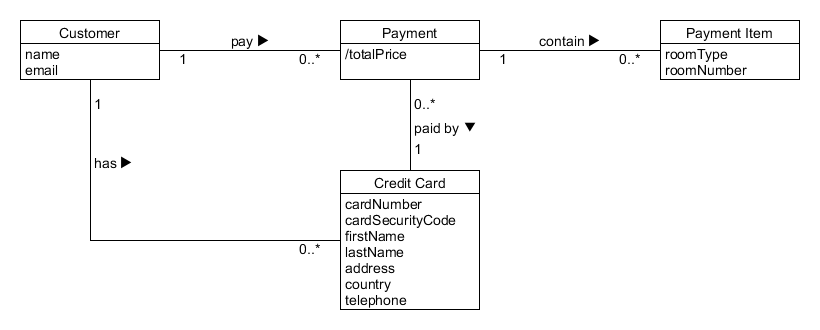 Customer
name
email
pay ▶
1
0..*
Payment
/totalPrice
contain ▶
1
0..*
Payment Item
roomType
roomNumber
1
has ▶
0..*
0..*
paid by ▼
1
Credit Card
cardNumber
cardSecurityCode
firstName
lastName
address
country
telephone